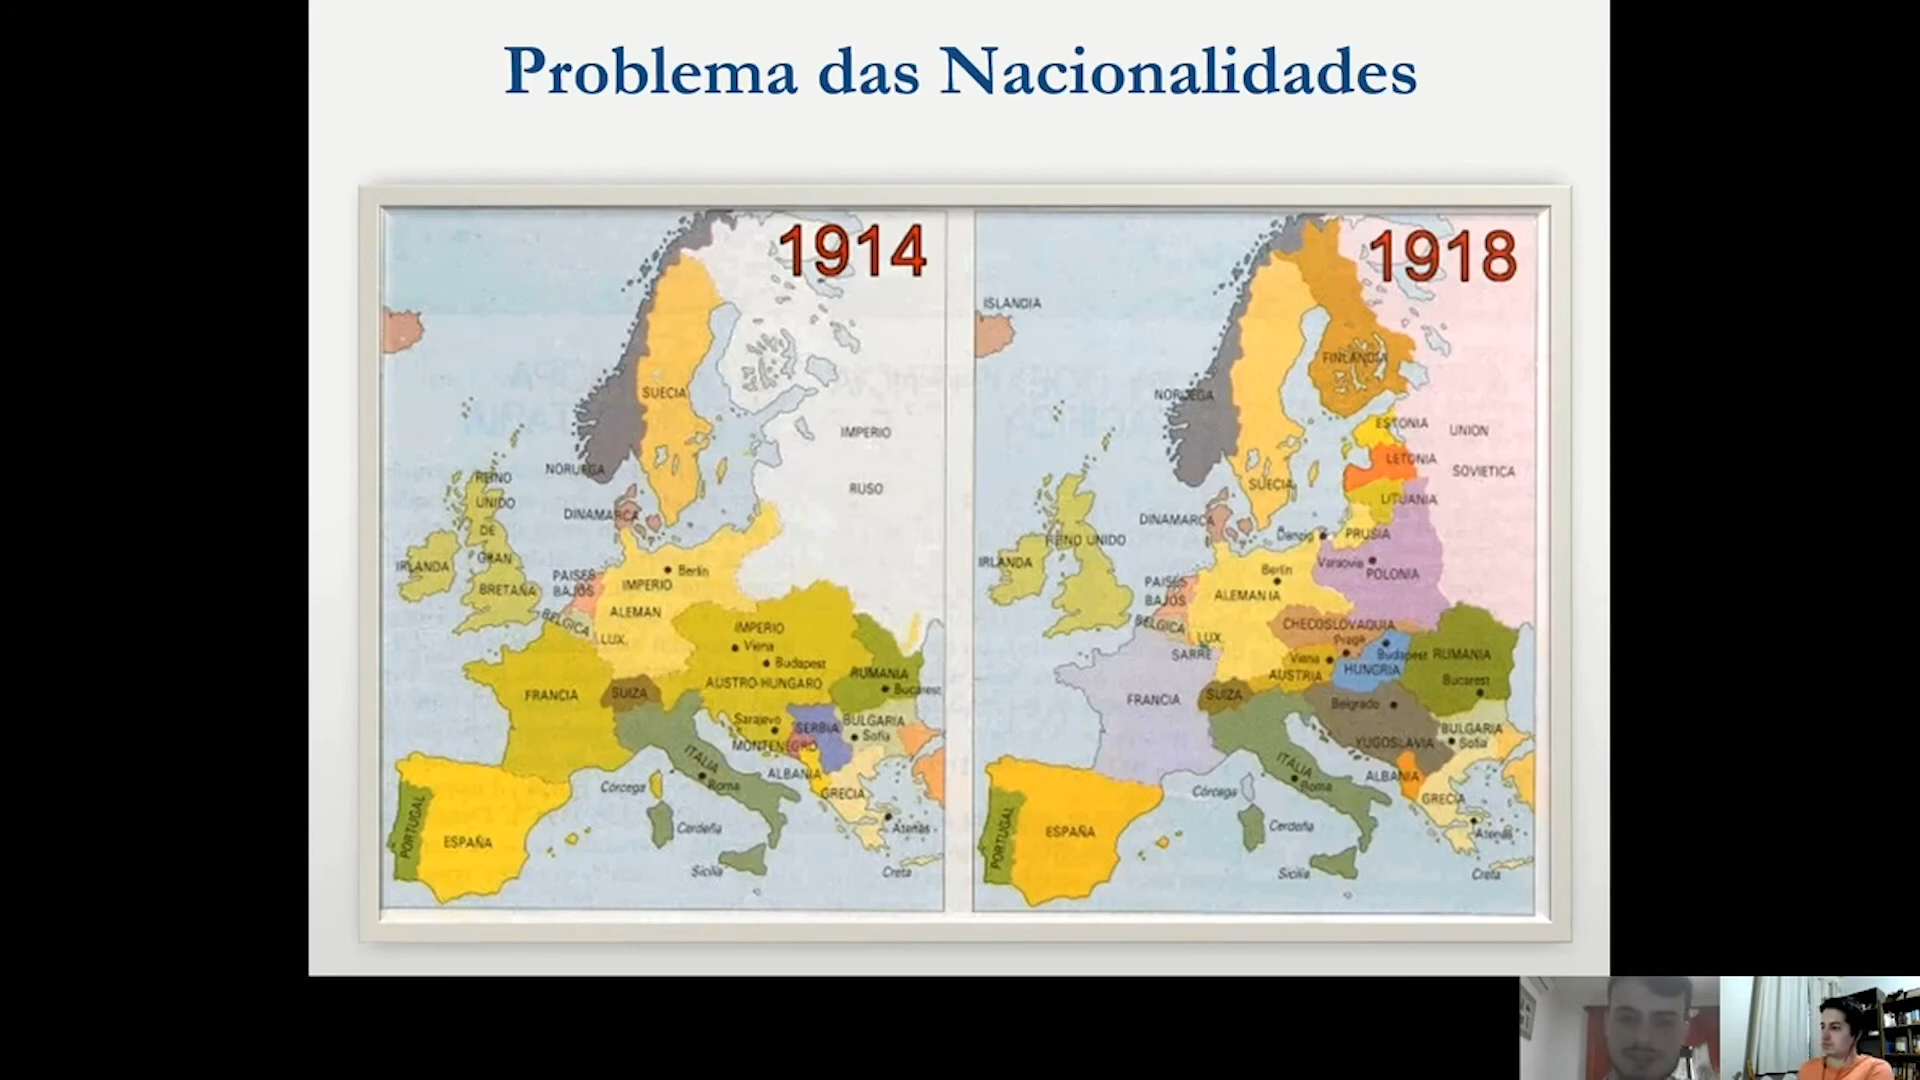 Problema das Nacionalidades
1914
SUECIA
IMPERIO
RUSO
NORUEGA
REINO
UNIDO
DE
GRAN
BRETAÑA
IRLANDA
DINAMARCA
PAISES
BAJOS
BELGICA
LUX.
Berlin
IMPERIO
ALEMAN
IMPERIO
Viena
Budapest
AUSTRO-HUNGARO
RUMANIA
Bucarest
FRANCIA
SUIZA
Sarajevo
SERBIA
BULGARIA
Sofia
MONTENEGRO
ITALIA
Roma
ALBANIA
GRECIA
Córcega
Cerdeña
Atenas
PORTUGAL
ESPAÑA
Sicilia
Creta
1918
ISLANDIA
FINLANDIA
NORUEGA
ESTONIA
UNION
SOVIETICA
LETONIA
SUECIA
LITUANIA
DINAMARCA
Danzig
PRUSIA
REINO UNIDO
IRLANDA
Varsovie
POLONIA
PAISES
BAJOS
Berlin
ALEMANIA
BELGICA
LUX.
SARRE
CHECOSLOVAQUIA
Praga
Viena
Budapest
RUMANIA
AUSTRIA
HUNGRIA
Bucarest
FRANCIA
SUIZA
Belgrado
YUGOSLAVIA
BULGARIA
Sofia
ITALIA
Roma
ALBANIA
GRECIA
Córcega
Cerdeña
Atenas
PORTUGAL
ESPAÑA
Sicilia
Creta